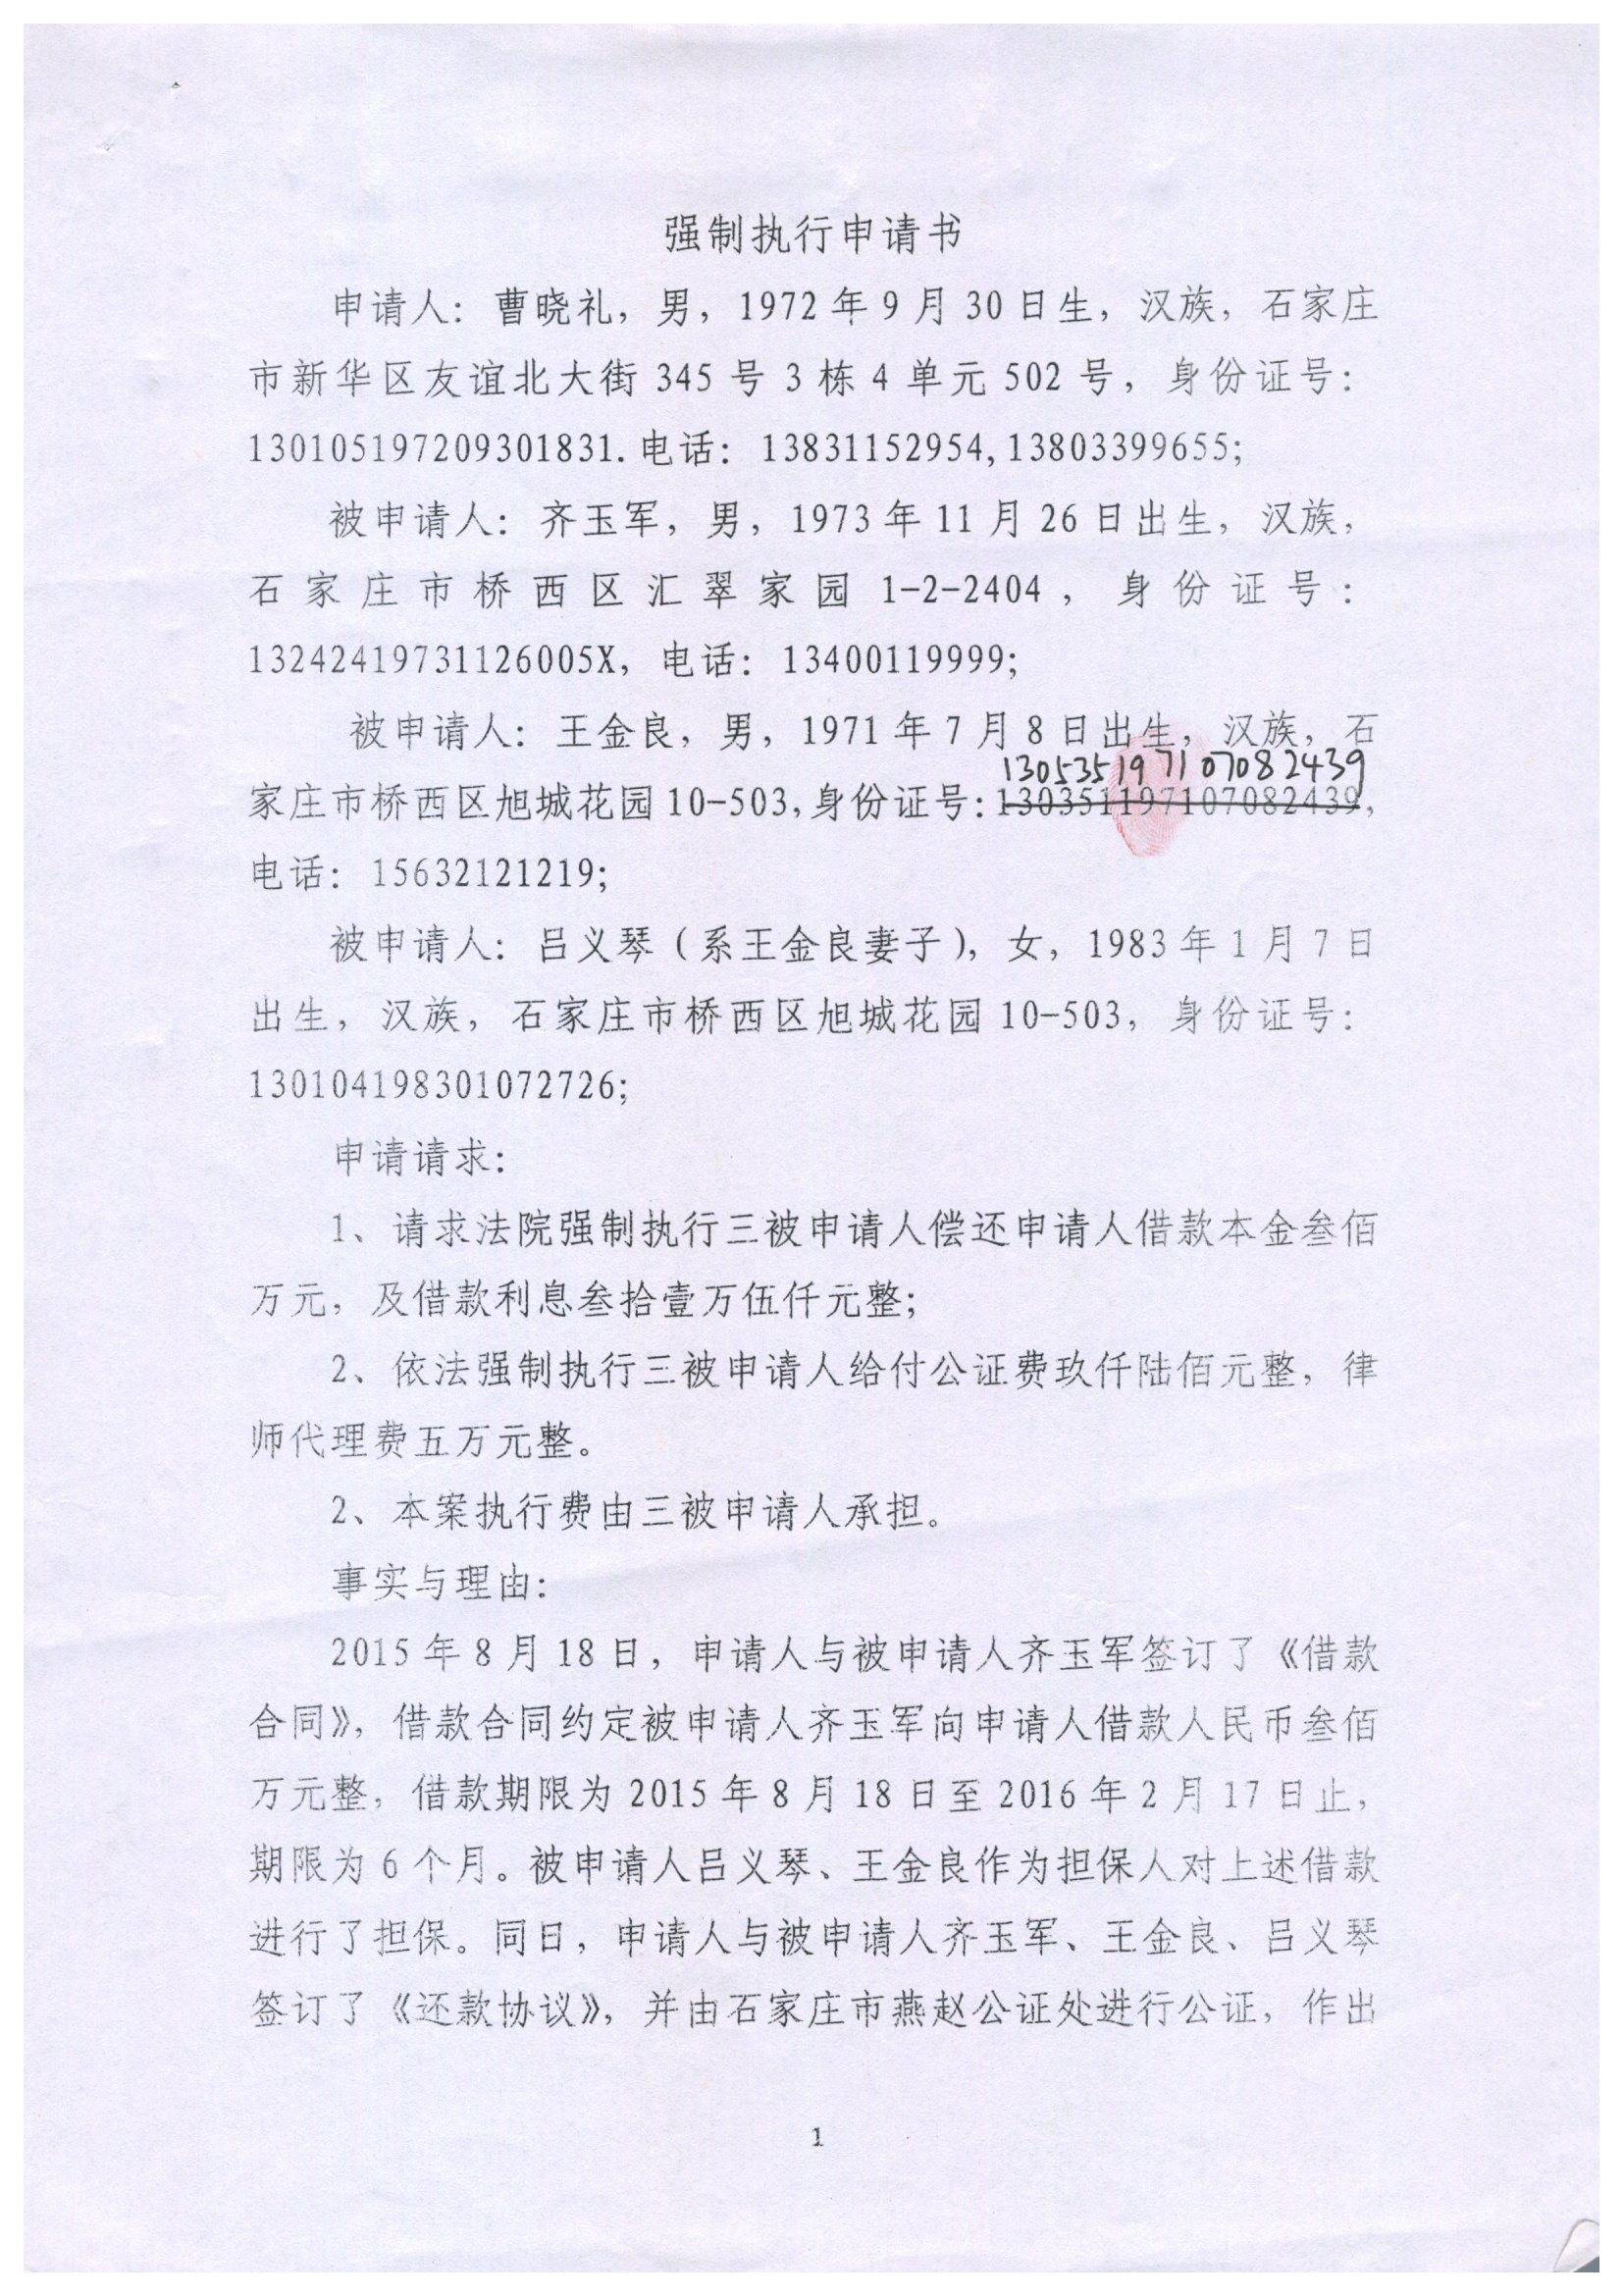 强制执行申请书
申请人：曹晓礼，男，1972年9月30日生，汉族，石家庄
市新华区友谊北大街345号3栋4单元502号，身份证号：
130105197209301831.电话：13831152954,13803399655;
被申请人：齐玉军，男，1973年11月26日出生，汉族，
石家庄市桥西区汇翠家园1-2-2404，身份证号：
13242419731126005X，电话：13400119999;
被申请人：王金良，男，1971年7月8日出生，汉族，石
130535197107082439
家庄市桥西区旭城花园10-503,身份证号:130351197107082439,
电话：15632121219;
被申请人：吕义琴（系王金良妻子），女，1983年1月7日
出生，汉族，石家庄市桥西区旭城花园10-503，身份证号：
130104198301072726;
申请请求：
1、请求法院强制执行三被申请人偿还申请人借款本金叁佰
万元，及借款利息叁拾壹万伍仟元整；
2、依法强制执行三被申请人给付公证费玖仟陆佰元整，律
师代理费五万元整。
2、本案执行费由三被申请人承担。
事实与理由：
2015年8月18日，申请人与被申请人齐玉军签订了《借款
合同》，借款合同约定被申请人齐玉军向申请人借款人民币叁佰
万元整，借款期限为2015年8月18日至2016年2月17日止，
期限为6个月。被申请人吕义琴、王金良作为担保人对上述借款
进行了担保。同日，申请人与被申请人齐玉军、王金良、吕义琴
签订了《还款协议》，并由石家庄市燕赵公证处进行公证，作出
1